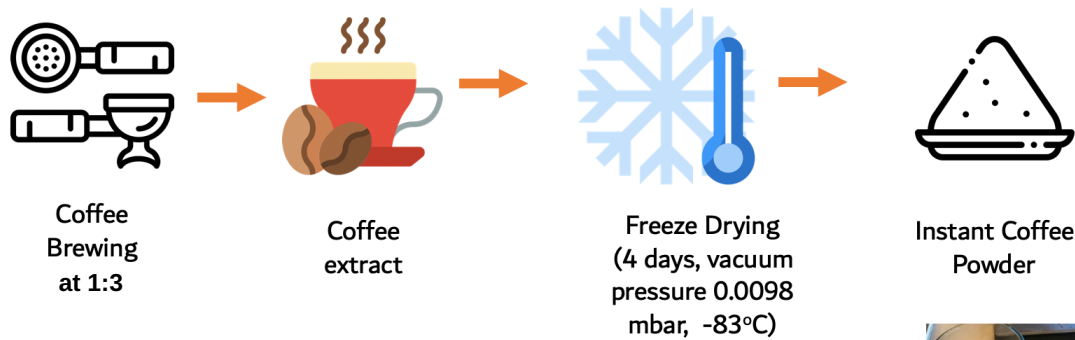 Coffee
Brewing
at 1:3
Coffee
extract
Freeze Drying
(4 days, vacuum
pressure 0.0098
mbar, -83°C)
Instant Coffee
Powder